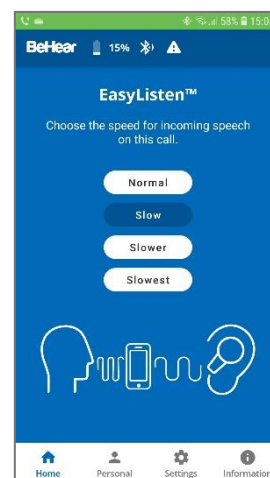 58% 15:0
BeHear 15%
EasyListen™
Choose the speed for incoming speech
on this call.
Normal
Slow
Slower
Slowest
Home Personal Settings Information